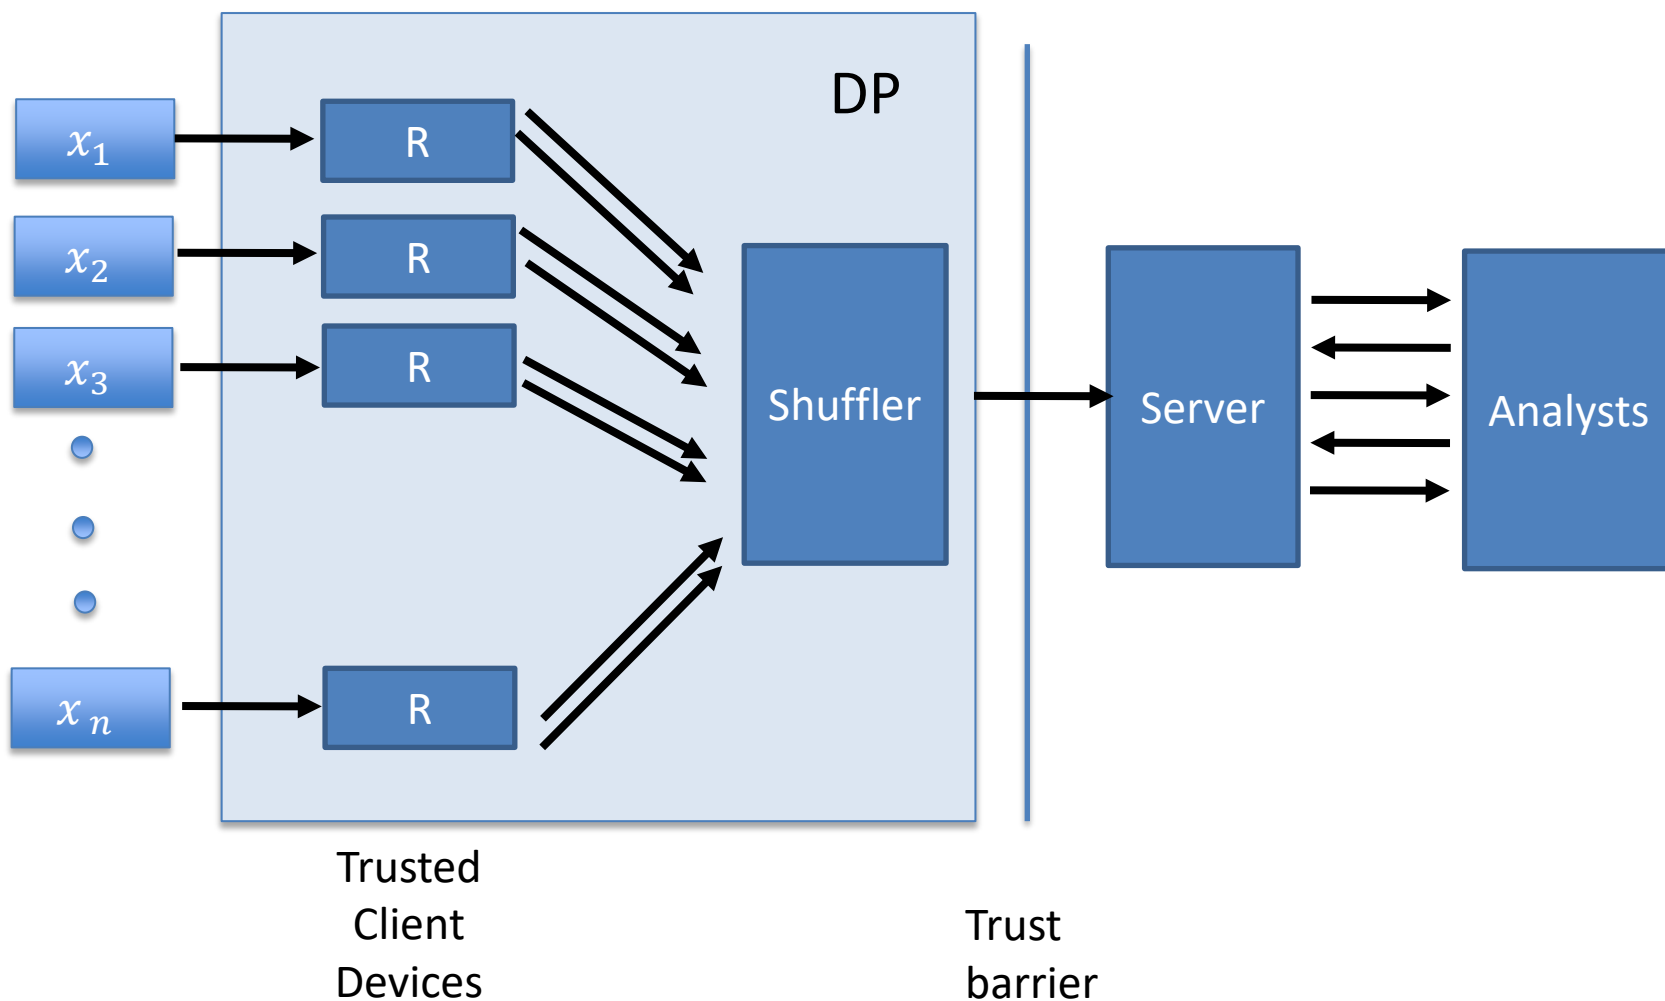 DP
x₁
R
x₂
R
x₃
R
Shuffler
Server
Analysts
xₙ
R
Trusted
Client
Devices
Trust
barrier